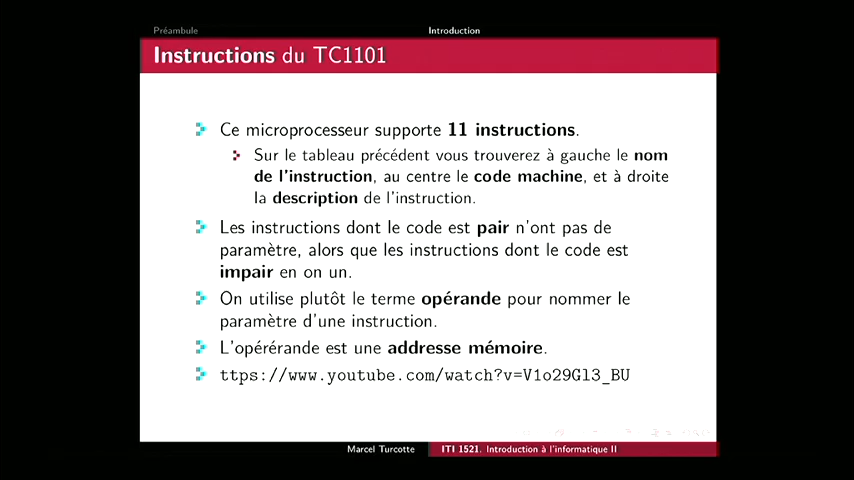 Préambule Introduction
Instructions du TC1101
Ce microprocesseur supporte 11 instructions.
Sur le tableau précédent vous trouverez à gauche le nom
de l'instruction, au centre le code machine, et à droite
la description de l'instruction.
Les instructions dont le code est pair n'ont pas de
paramètre, alors que les instructions dont le code est
impair en on un.
On utilise plutôt le terme opérande pour nommer le
paramètre d'une instruction.
L'opérérande est une addresse mémoire.
ttps://www.youtube.com/watch?v=V1o29Gl3_BU
Marcel Turcotte ITI 1521. Introduction à l'informatique II